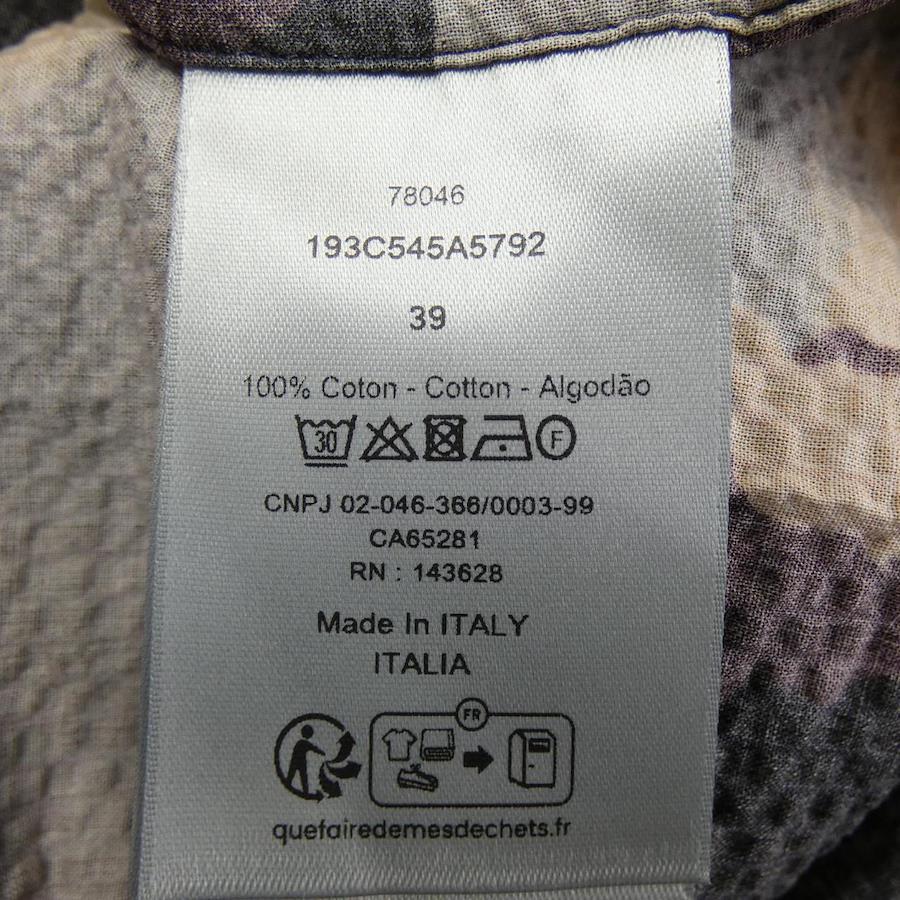 78046
193C545A5792
39
100% Coton - Cotton - Algodão
30 F
CNPJ 02-046-366/0003-99
CA65281
RN : 143628
Made In ITALY
ITALIA
FR
quefairedemesdechets.fr